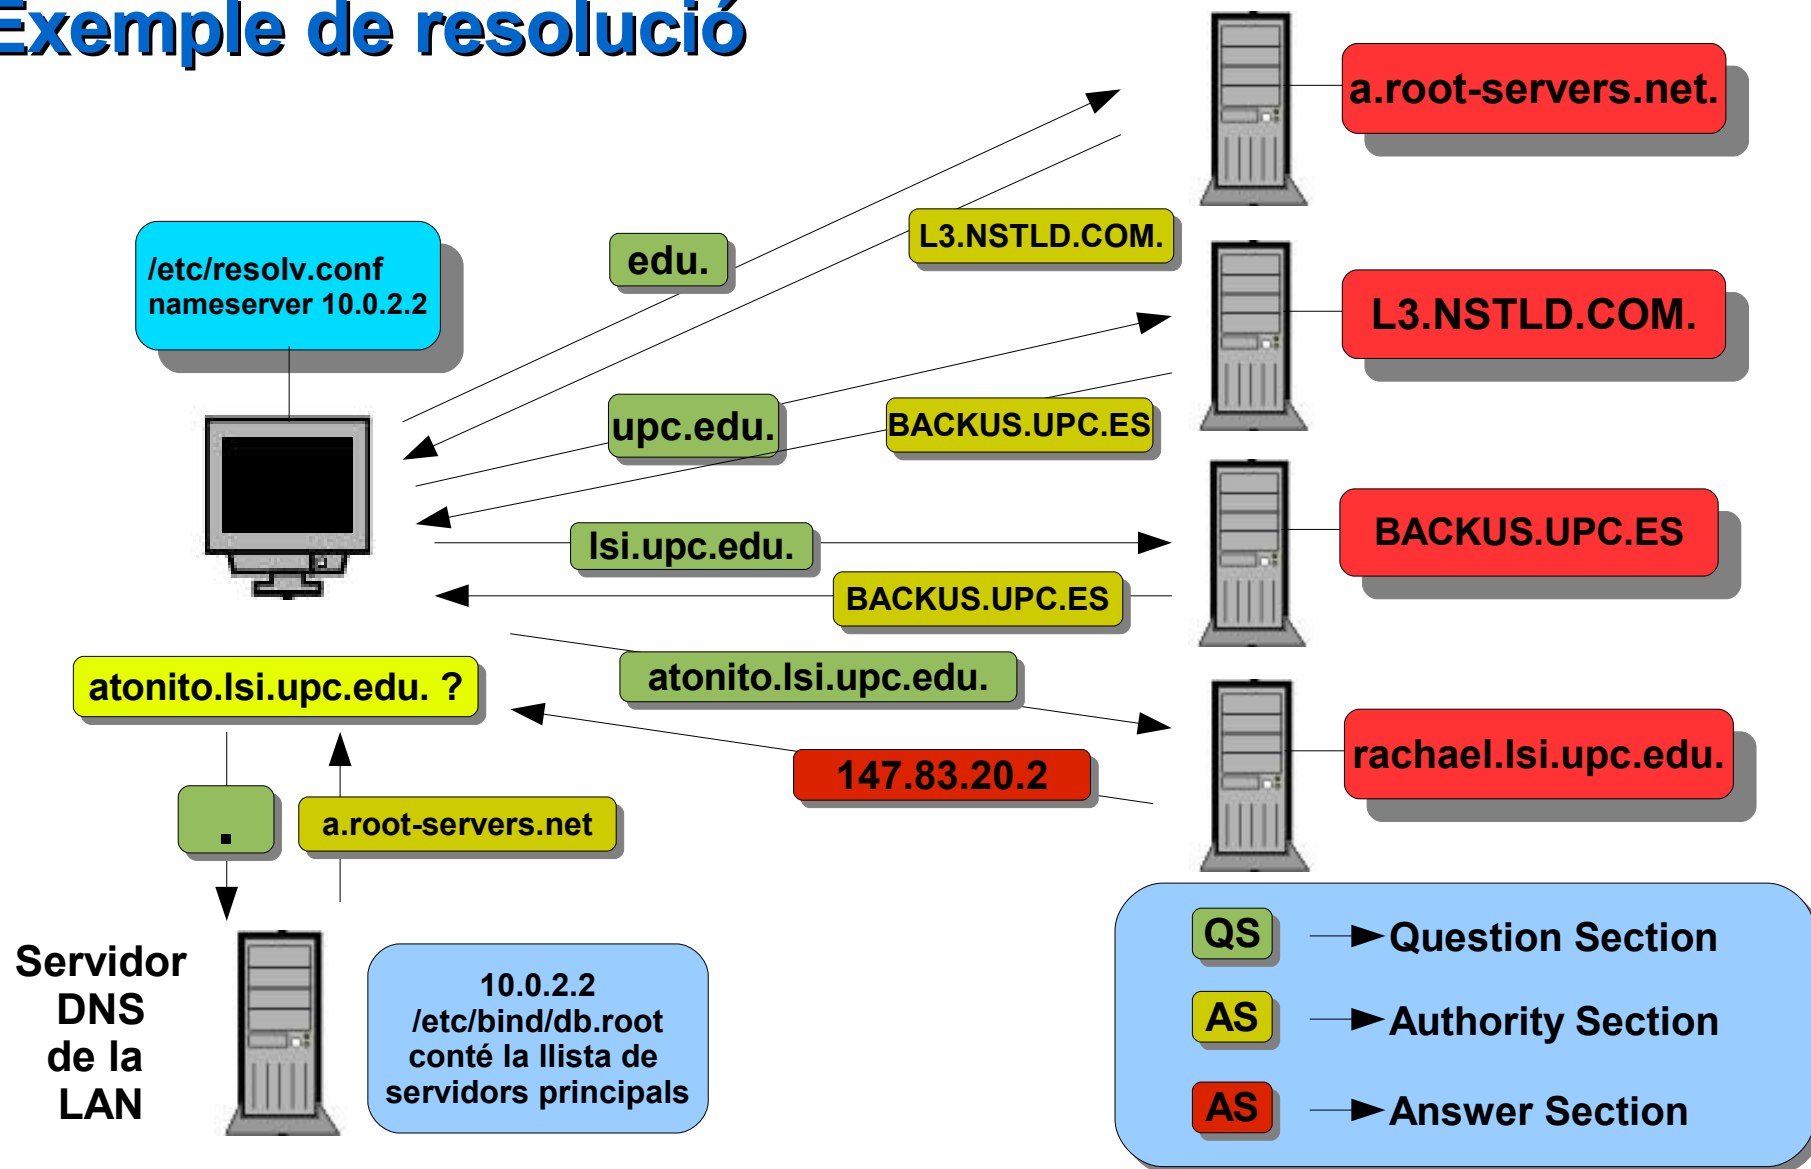 Exemple de resolució
a.root-servers.net.
/etc/resolv.conf
nameserver 10.0.2.2
edu.
L3.NSTLD.COM.
L3.NSTLD.COM.
upc.edu.
BACKUS.UPC.ES
BACKUS.UPC.ES
lsi.upc.edu.
BACKUS.UPC.ES
atonito.lsi.upc.edu. ?
atonito.lsi.upc.edu.
147.83.20.2
rachael.lsi.upc.edu.
.
a.root-servers.net
Servidor
DNS
de la
LAN
10.0.2.2
/etc/bind/db.root
conté la llista de
servidors principals
QS Question Section
AS Authority Section
AS Answer Section